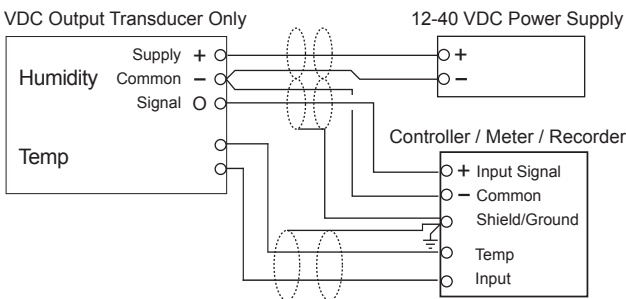 VDC Output Transducer Only
12-40 VDC Power Supply
Supply +
Humidity Common −
Signal O
Temp
+
−
Controller / Meter / Recorder
+ Input Signal
− Common
Shield/Ground
Temp
Input